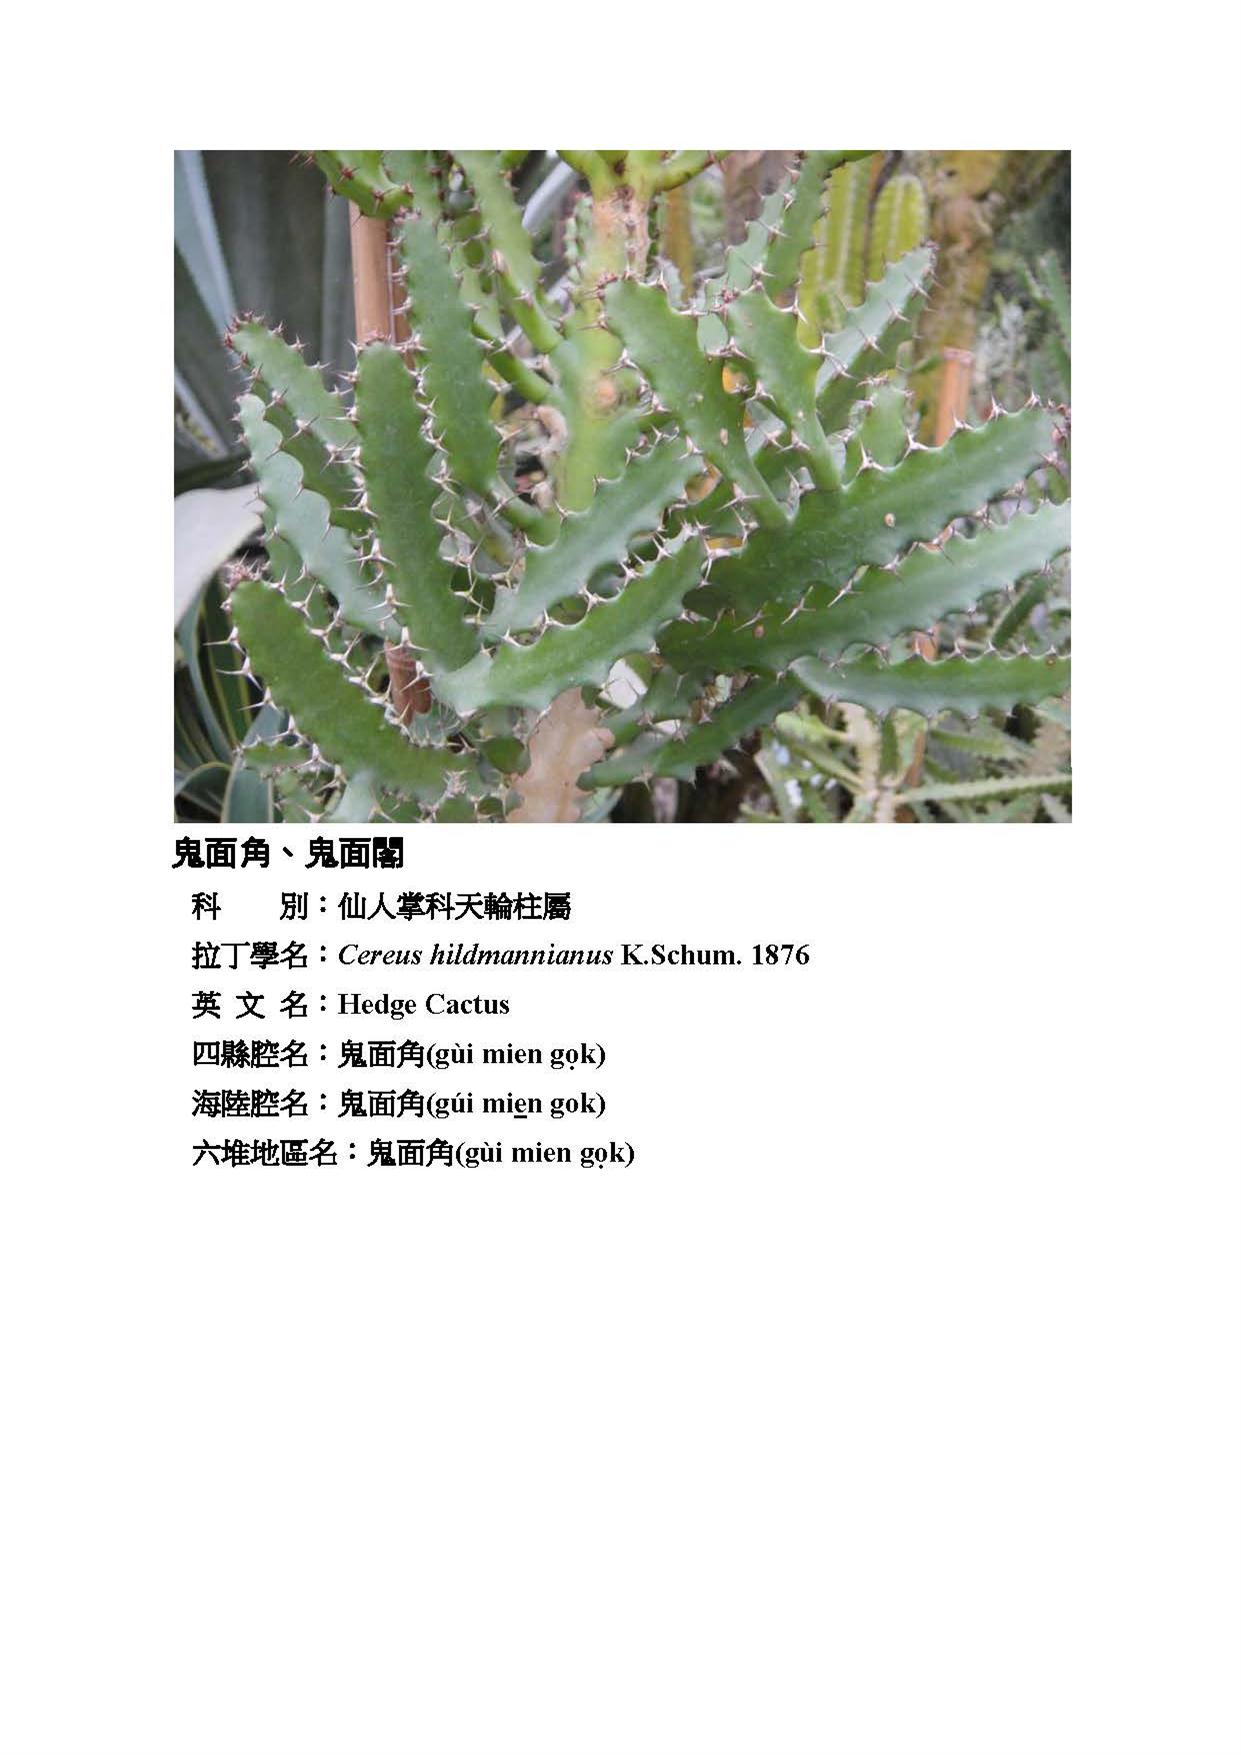 鬼面角、鬼面閣
科　　別：仙人掌科天輪柱屬
拉丁學名：Cereus hildmannianus K.Schum. 1876
英 文 名：Hedge Cactus
四縣腔名：鬼面角(gùi mien gọk)
海陸腔名：鬼面角(gúi mie̲n gok)
六堆地區名：鬼面角(gùi mien gọk)